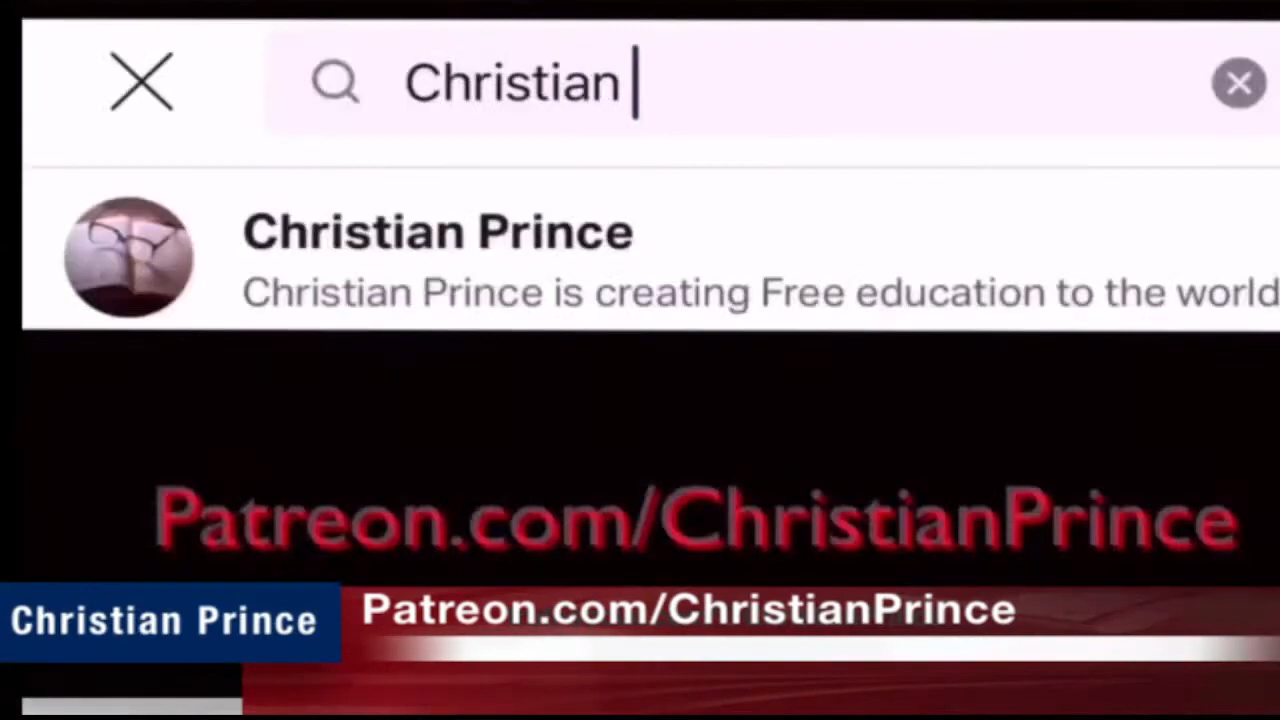 Christian
Christian Prince
Christian Prince is creating Free education to the world
Patreon.com/ChristianPrince
Christian Prince
Patreon.com/ChristianPrince